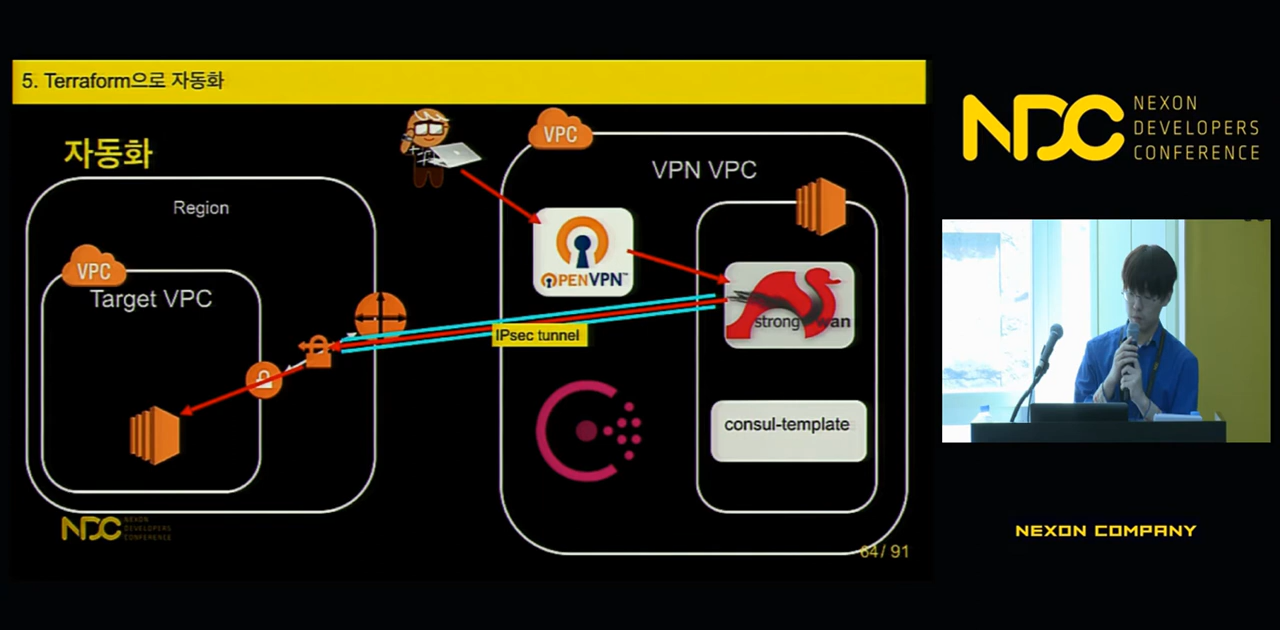 5. Terraform으로 자동화
자동화
VPC
VPN VPC
Region
OPENVPN™
VPC
Target VPC
strongswan
IPsec tunnel
consul-template
NDC
NEXON
DEVELOPERS
CONFERENCE
64 / 91
NDC
NEXON
DEVELOPERS
CONFERENCE
NEXON COMPANY